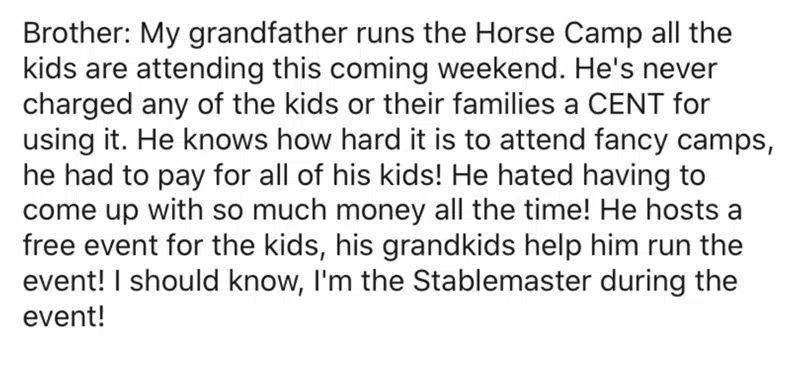 Brother: My grandfather runs the Horse Camp all the
kids are attending this coming weekend. He's never
charged any of the kids or their families a CENT for
using it. He knows how hard it is to attend fancy camps,
he had to pay for all of his kids! He hated having to
come up with so much money all the time! He hosts a
free event for the kids, his grandkids help him run the
event! I should know, I'm the Stablemaster during the
event!